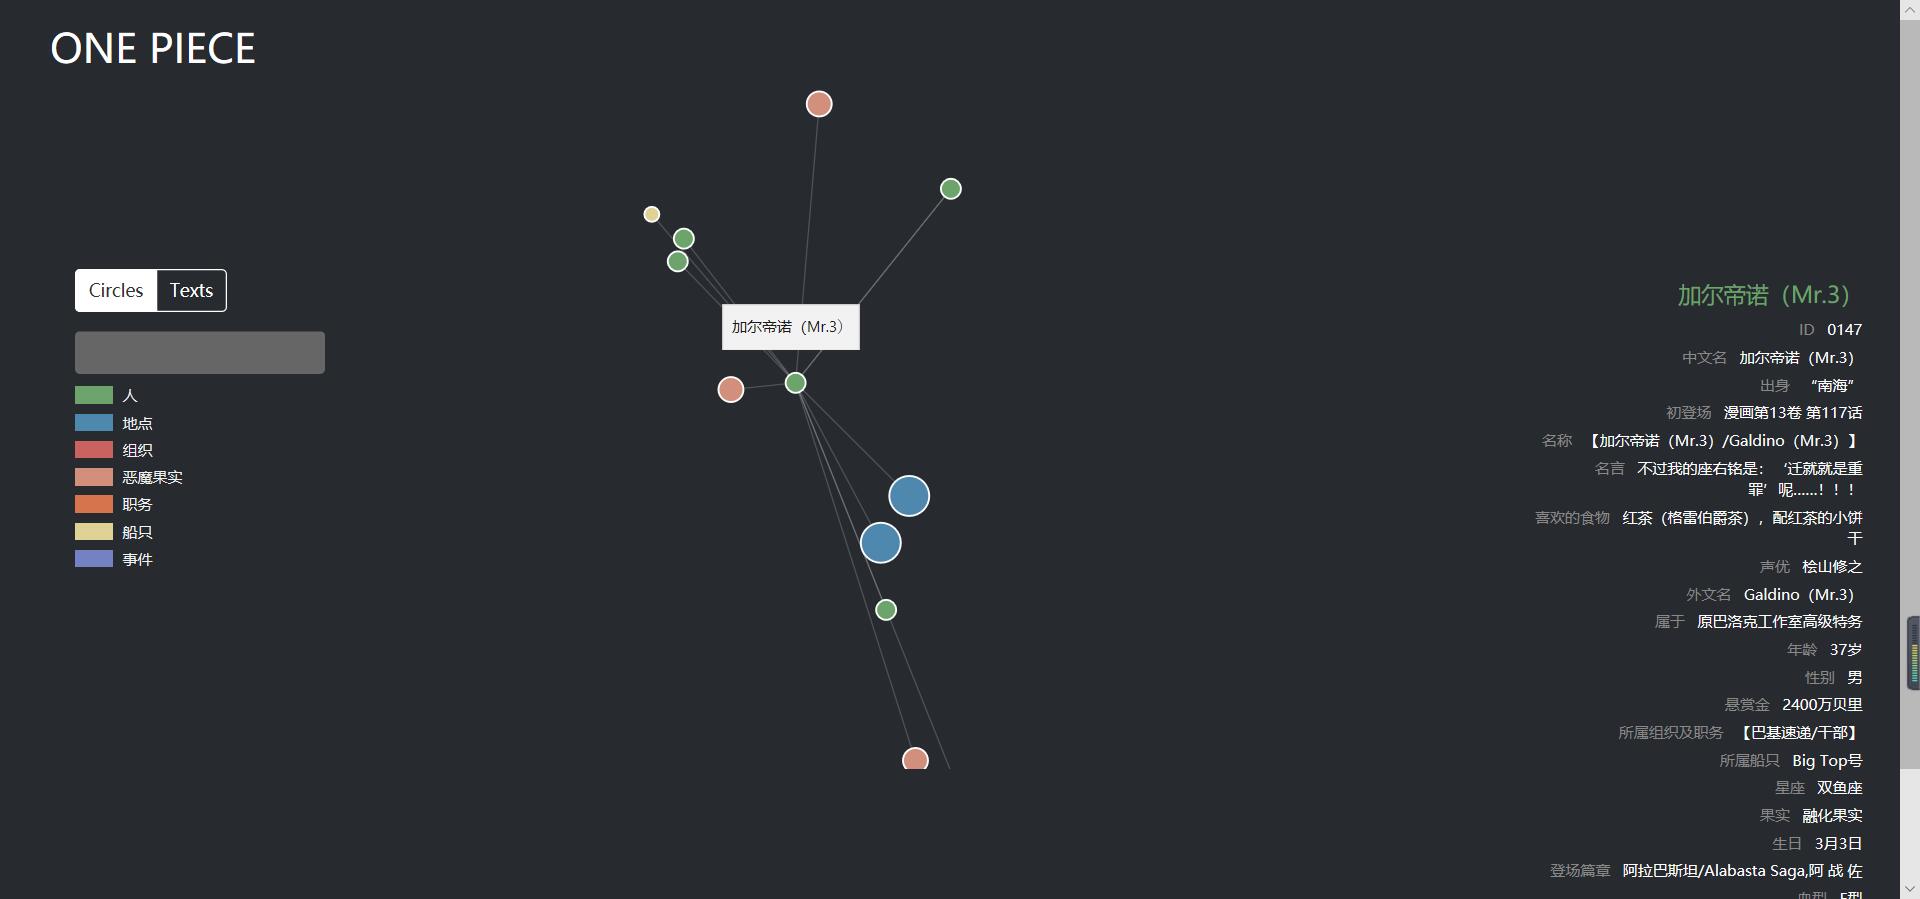 ONE PIECE
Circles Texts
人
地点
组织
恶魔果实
职务
船只
事件
加尔帝诺（Mr.3）
加尔帝诺（Mr.3）
ID 0147
中文名 加尔帝诺（Mr.3）
出身 “南海”
初登场 漫画第13卷 第117话
名称 【加尔帝诺（Mr.3）/Galdino（Mr.3）】
名言 不过我的座右铭是：‘迁就就是重
罪’呢……！！！
喜欢的食物 红茶（格雷伯爵茶），配红茶的小饼
干
声优 桧山修之
外文名 Galdino（Mr.3）
属于 原巴洛克工作室高级特务
年龄 37岁
性别 男
悬赏金 2400万贝里
所属组织及职务 【巴基速递/干部】
所属船只 Big Top号
星座 双鱼座
果实 融化果实
生日 3月3日
登场篇章 阿拉巴斯坦/Alabasta Saga,阿 战 佐
血型 F型